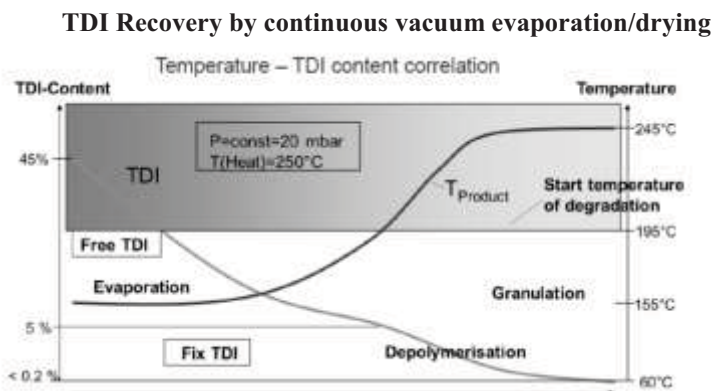 TDI Recovery by continuous vacuum evaporation/drying
Temperature – TDI content correlation
TDI-Content
Temperature
P=const=20 mbar
T(Heat)=250°C
245°C
45%
TDI
T Product
Start temperature
of degradation
195°C
Free TDI
Evaporation
Granulation
155°C
5 %
Fix TDI
Depolymerisation
< 0.2 %
60°C